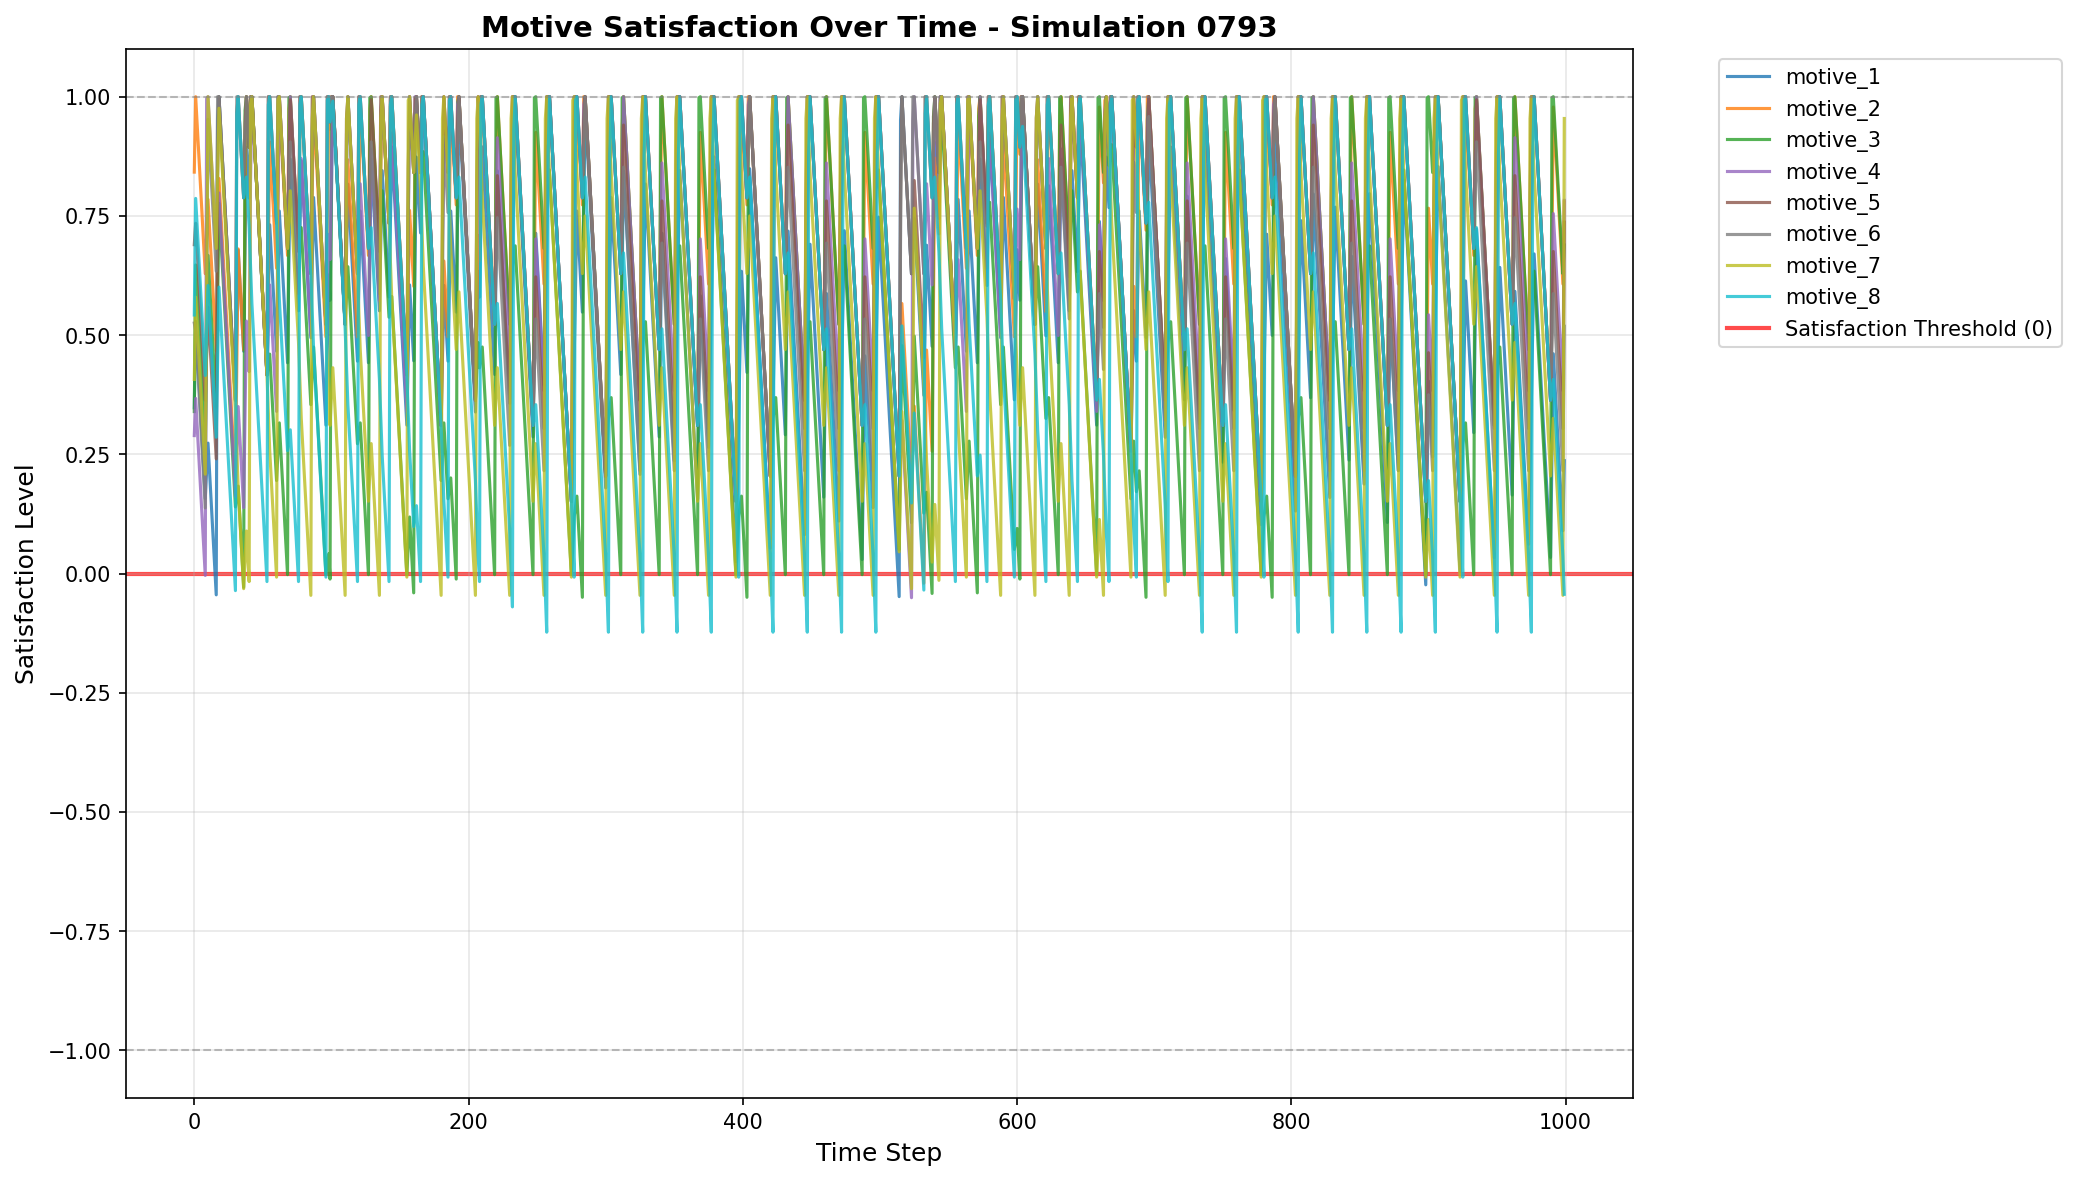 Motive Satisfaction Over Time - Simulation 0793
Satisfaction Level
1.00
0.75
0.50
0.25
0.00
−0.25
−0.50
−0.75
−1.00
0
200
400
600
800
1000
Time Step
motive_1
motive_2
motive_3
motive_4
motive_5
motive_6
motive_7
motive_8
Satisfaction Threshold (0)